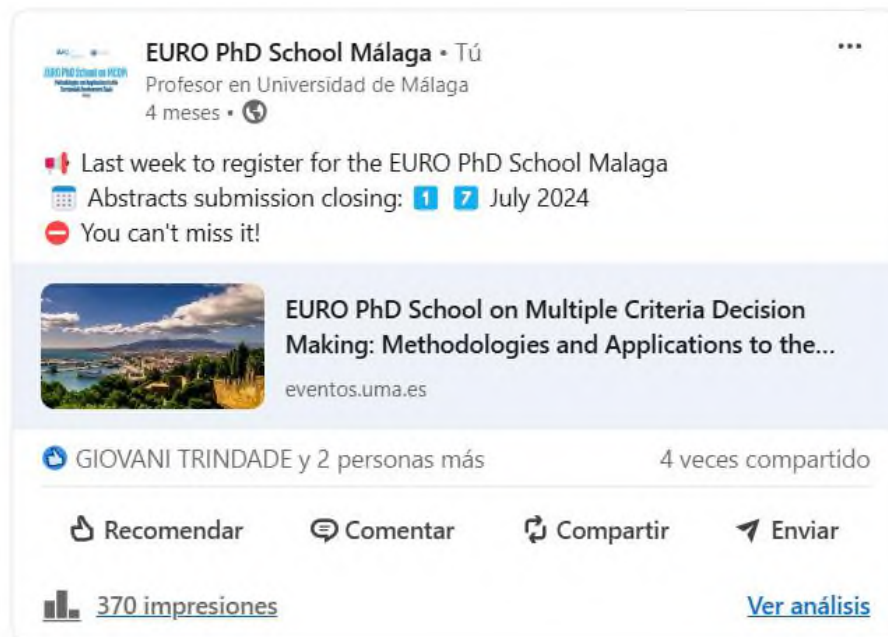 EURO PhD School Málaga • Tú
Profesor en Universidad de Málaga
4 meses •
Last week to register for the EURO PhD School Malaga
Abstracts submission closing: 1 7 July 2024
You can't miss it!
EURO PhD School on Multiple Criteria Decision
Making: Methodologies and Applications to the...
eventos.uma.es
GIOVANI TRINDADE y 2 personas más 4 veces compartido
Recomendar Comentar Compartir Enviar
370 impresiones Ver análisis